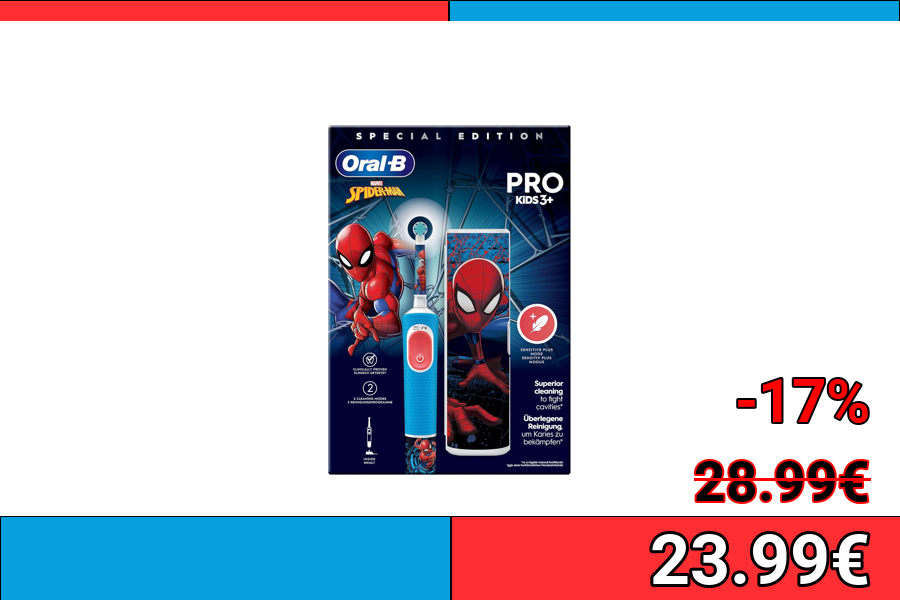 SPECIAL EDITION
Oral-B
MARVEL
SPIDER-MAN
PRO
KIDS 3+
SENSITIVE PLUS
MODE
SENSITIV PLUS
MODUS
CLINICALLY PROVEN
KLINISCH GETESTET
2
2 CLEANING MODES
2 REINIGUNGSPROGRAMME
INSIDE
INHALT
Superior
cleaning
to fight
cavities*
Überlegene
Reinigung,
um Karies zu
bekämpfen*
-17%
28.99€
23.99€